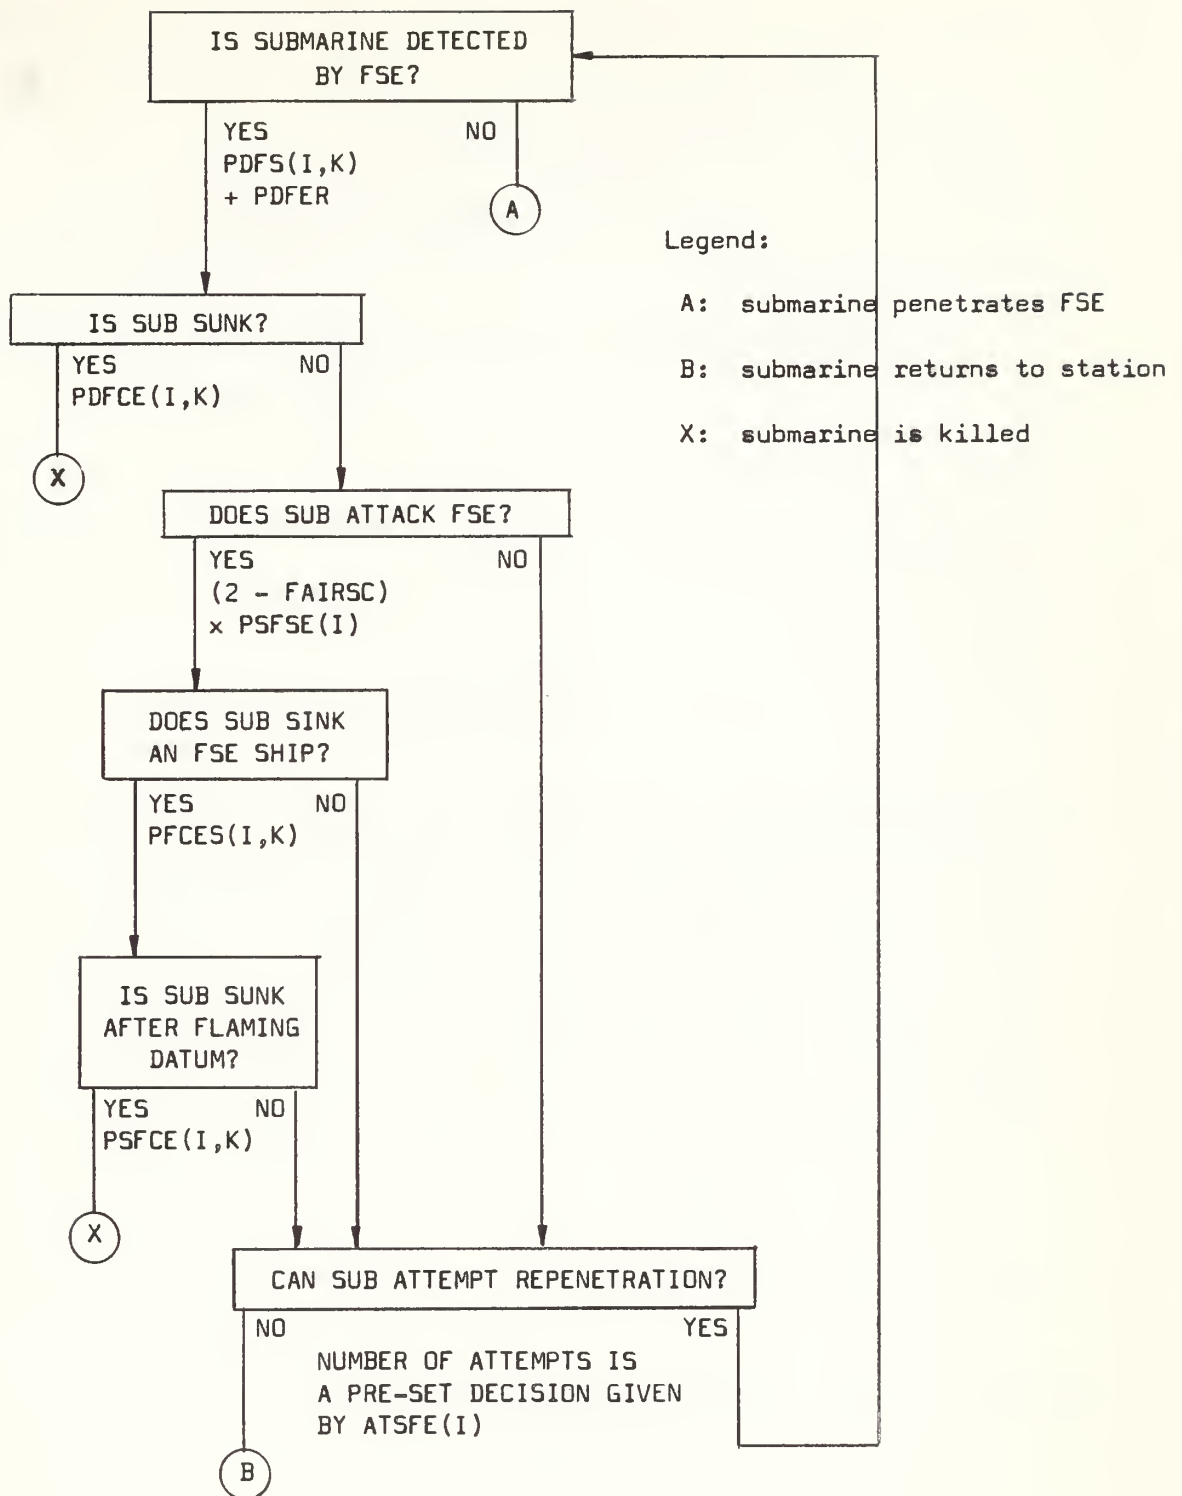 IS SUBMARINE DETECTED
BY FSE?
YES
NO
PDFS(I,K)
+ PDFER
A
Legend:
A: submarine penetrates FSE
B: submarine returns to station
X: submarine is killed
IS SUB SUNK?
YES
NO
PDFCE(I,K)
X
DOES SUB ATTACK FSE?
YES
NO
(2 - FAIRSC)
x PSFSE(I)
DOES SUB SINK
AN FSE SHIP?
YES
NO
PFCES(I,K)
IS SUB SUNK
AFTER FLAMING
DATUM?
YES
NO
PSFCE(I,K)
X
CAN SUB ATTEMPT REPENETRATION?
NO
YES
NUMBER OF ATTEMPTS IS
A PRE-SET DECISION GIVEN
BY ATSFE(I)
B